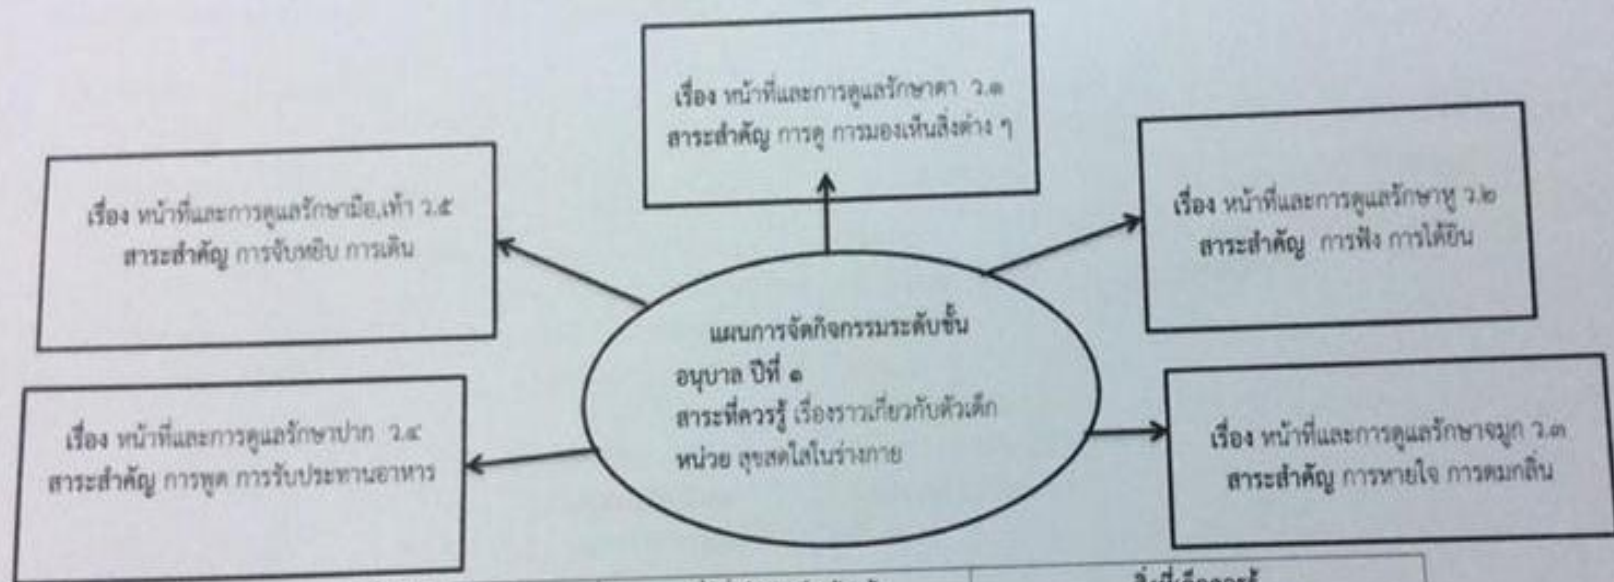 เรื่อง หน้าที่และการดูแลรักษาตา ว.๑
สาระสำคัญ การดู การมองเห็นสิ่งต่าง ๆ
เรื่อง หน้าที่และการดูแลรักษาหู ว.๒
สาระสำคัญ การฟัง การได้ยิน
เรื่อง หน้าที่และการดูแลรักษาจมูก ว.๓
สาระสำคัญ การหายใจ การดมกลิ่น
เรื่อง หน้าที่และการดูแลรักษาปาก ว.๔
สาระสำคัญ การพูด การรับประทานอาหาร
เรื่อง หน้าที่และการดูแลรักษามือ,เท้า ว.๕
สาระสำคัญ การจับหยิบ การเดิน
แผนการจัดกิจกรรมระดับชั้น
อนุบาล ปีที่ ๑
สาระที่ควรรู้ เรื่องราวเกี่ยวกับตัวเด็ก
หน่วย สุขสดใสในร่างกาย